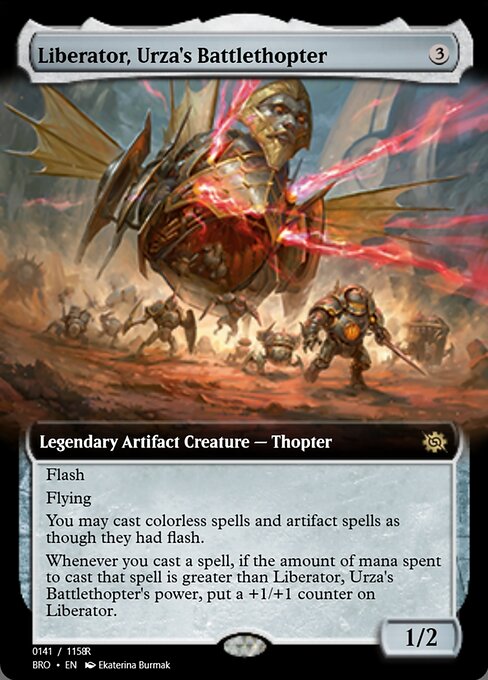 Liberator, Urza's Battlethopter 3
Legendary Artifact Creature — Thopter
Flash
Flying
You may cast colorless spells and artifact spells as
though they had flash.
Whenever you cast a spell, if the amount of mana spent
to cast that spell is greater than Liberator, Urza's
Battlethopter's power, put a +1/+1 counter on
Liberator.
1/2
0141 / 1158R
BRO • EN Ekaterina Burmak